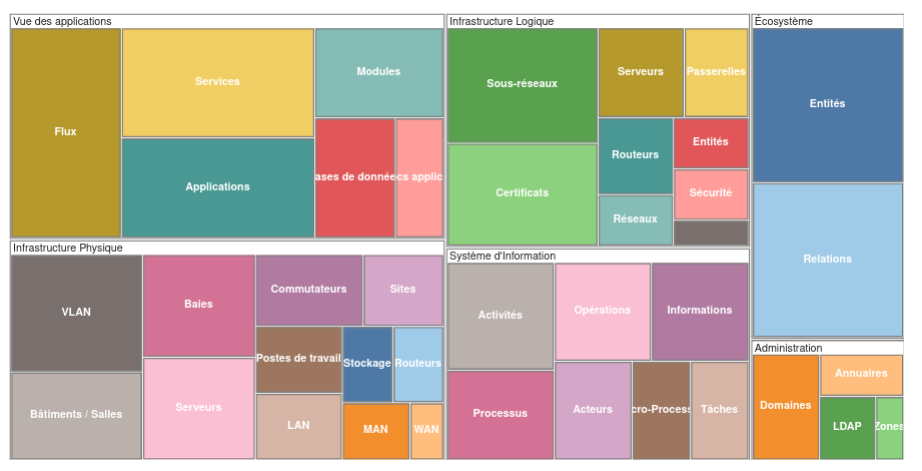 Vue des applications
Flux
Services
Applications
Modules
ases de donnée
cs applic
Infrastructure Physique
VLAN
Bâtiments / Salles
Baies
Serveurs
Commutateurs
Sites
Postes de travail
Stockage
Routeurs
LAN
MAN
WAN
Infrastructure Logique
Sous-réseaux
Certificats
Serveurs
Passerelles
Routeurs
Entités
Sécurité
Réseaux
Système d'Information
Activités
Processus
Opérations
Informations
Acteurs
cro-Process
Tâches
Écosystème
Entités
Relations
Administration
Domaines
Annuaires
LDAP
Zones